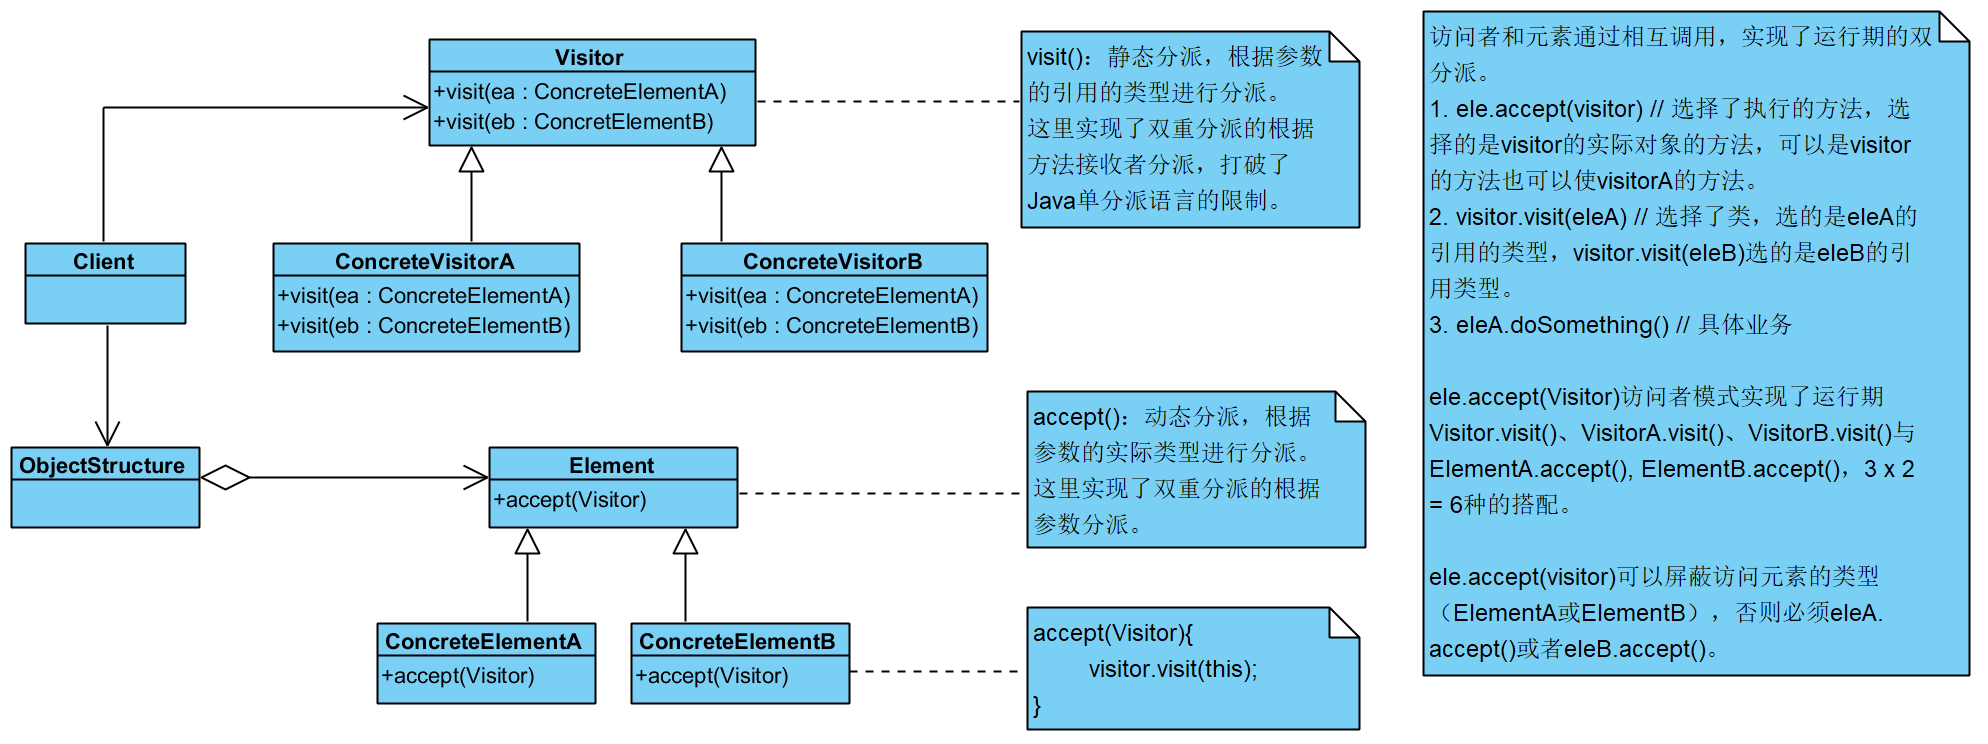 Visitor
+visit(ea : ConcreteElementA)
+visit(eb : ConcretElementB)
Client
ConcreteVisitorA
+visit(ea : ConcreteElementA)
+visit(eb : ConcreteElementB)
ConcreteVisitorB
+visit(ea : ConcreteElementA)
+visit(eb : ConcreteElementB)
visit()：静态分派，根据参数
的引用的类型进行分派。
这里实现了双重分派的根据
方法接收者分派，打破了
Java单分派语言的限制。
ObjectStructure
Element
+accept(Visitor)
accept()：动态分派，根据
参数的实际类型进行分派。
这里实现了双重分派的根据
参数分派。
ConcreteElementA
+accept(Visitor)
ConcreteElementB
+accept(Visitor)
accept(Visitor){
visitor.visit(this);
}
访问者和元素通过相互调用，实现了运行期的双
分派。
1. ele.accept(visitor) // 选择了执行的方法，选
择的是visitor的实际对象的方法，可以是visitor
的方法也可以使visitorA的方法。
2. visitor.visit(eleA) // 选择了类，选的是eleA的
引用的类型，visitor.visit(eleB)选的是eleB的引
用类型。
3. eleA.doSomething() // 具体业务
ele.accept(Visitor)访问者模式实现了运行期
Visitor.visit()、VisitorA.visit()、VisitorB.visit()与
ElementA.accept(), ElementB.accept()，3 x 2
= 6种的搭配。
ele.accept(visitor)可以屏蔽访问元素的类型
（ElementA或ElementB），否则必须eleA.
accept()或者eleB.accept()。